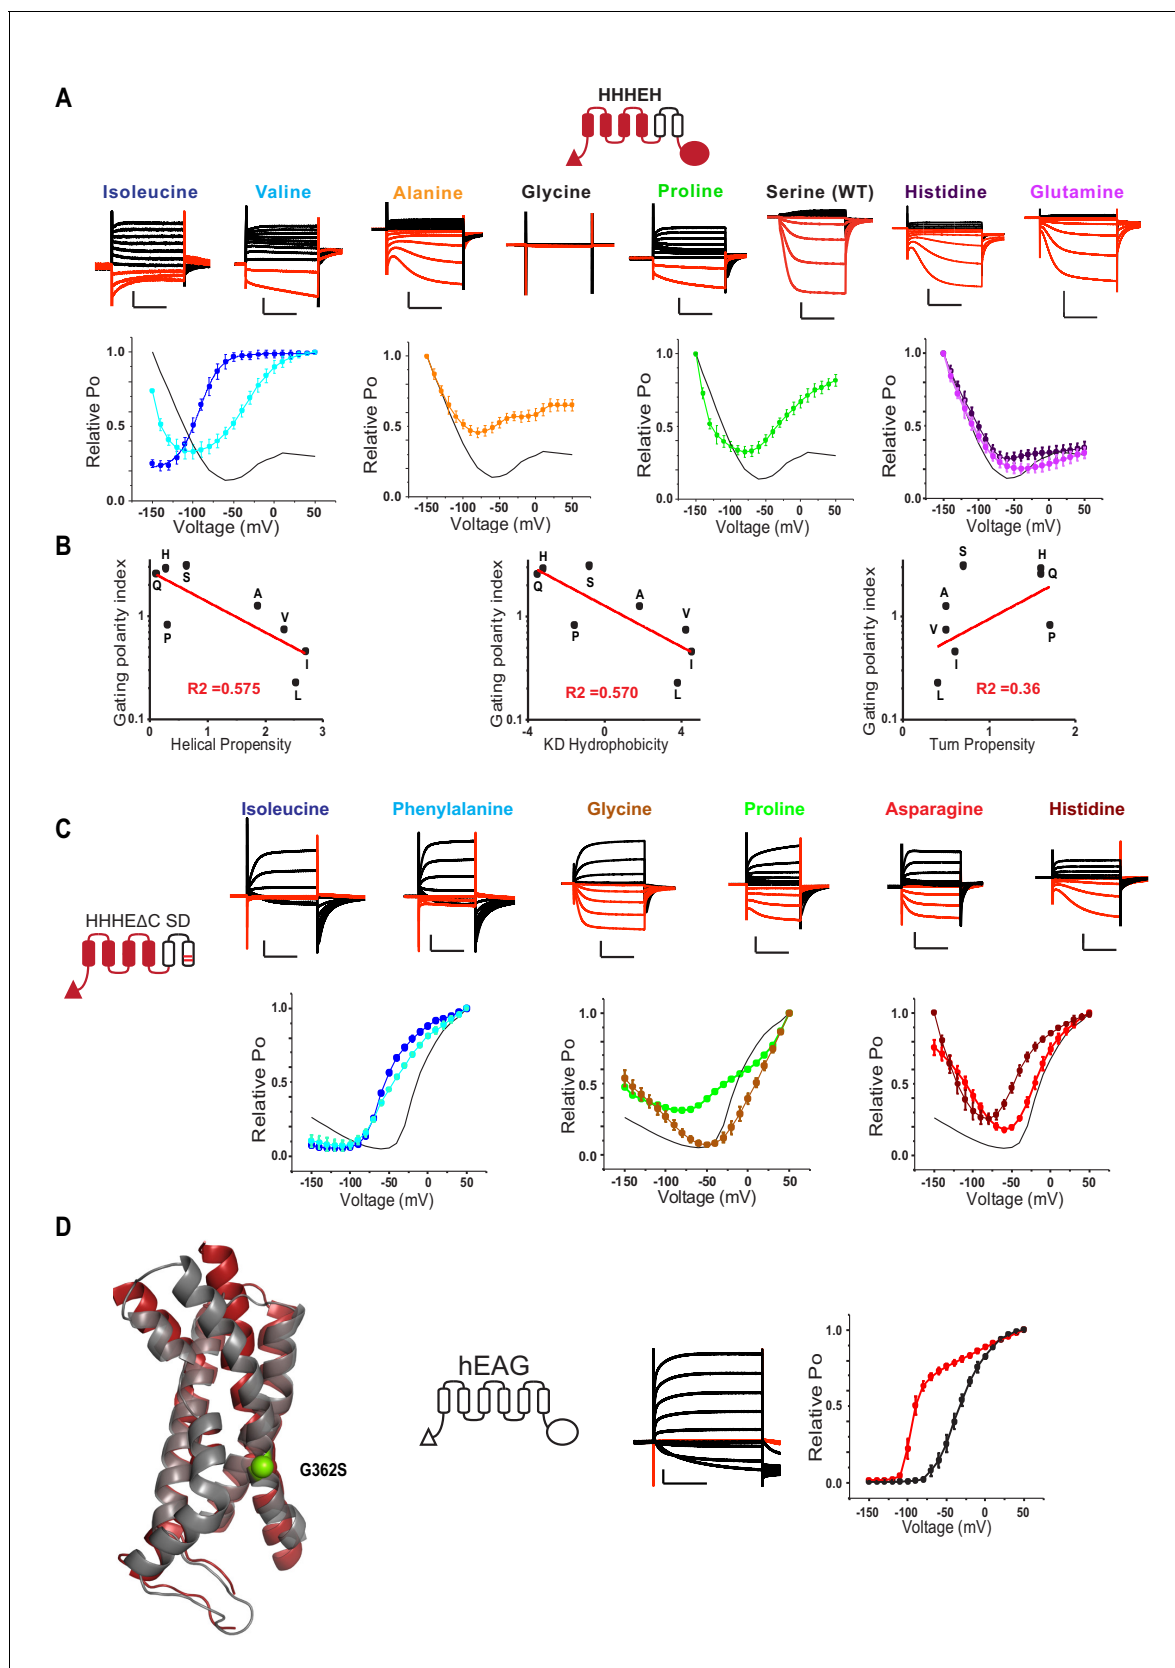 A
HHHEH
Isoleucine Valine Alanine Glycine Proline Serine (WT) Histidine Glutamine
Relative Po
1.0
0.5
0.0
-150 -100 -50 0 50
Voltage (mV)
Relative Po
1.0
0.5
0.0
-150 -100 -50 0 50
Voltage (mV)
Relative Po
1.0
0.5
0.0
-150 -100 -50 0 50
Voltage (mV)
Relative Po
1.0
0.5
0.0
-150 -100 -50 0 50
Voltage (mV)
B
Gating polarity index
1
0.1
H
Q
S
P
A
V
I
L
R2 =0.575
0 1 2 3
Helical Propensity
Gating polarity index
1
0.1
H
Q
S
P
A
V
I
L
R2 =0.570
-4 0 4
KD Hydrophobicity
Gating polarity index
1
0.1
S
H
Q
A
V
P
I
L
R2 =0.36
0 1 2
Turn Propensity
C
Isoleucine Phenylalanine Glycine Proline Asparagine Histidine
HHHEΔC SD
Relative Po
1.0
0.5
0.0
-150 -100 -50 0 50
Voltage (mV)
Relative Po
1.0
0.5
0.0
-150 -100 -50 0 50
Voltage (mV)
Relative Po
1.0
0.5
0.0
-150 -100 -50 0 50
Voltage (mV)
D
G362S
hEAG
Relative Po
1.0
0.5
0.0
-150 -100 -50 0 50
Voltage (mV)